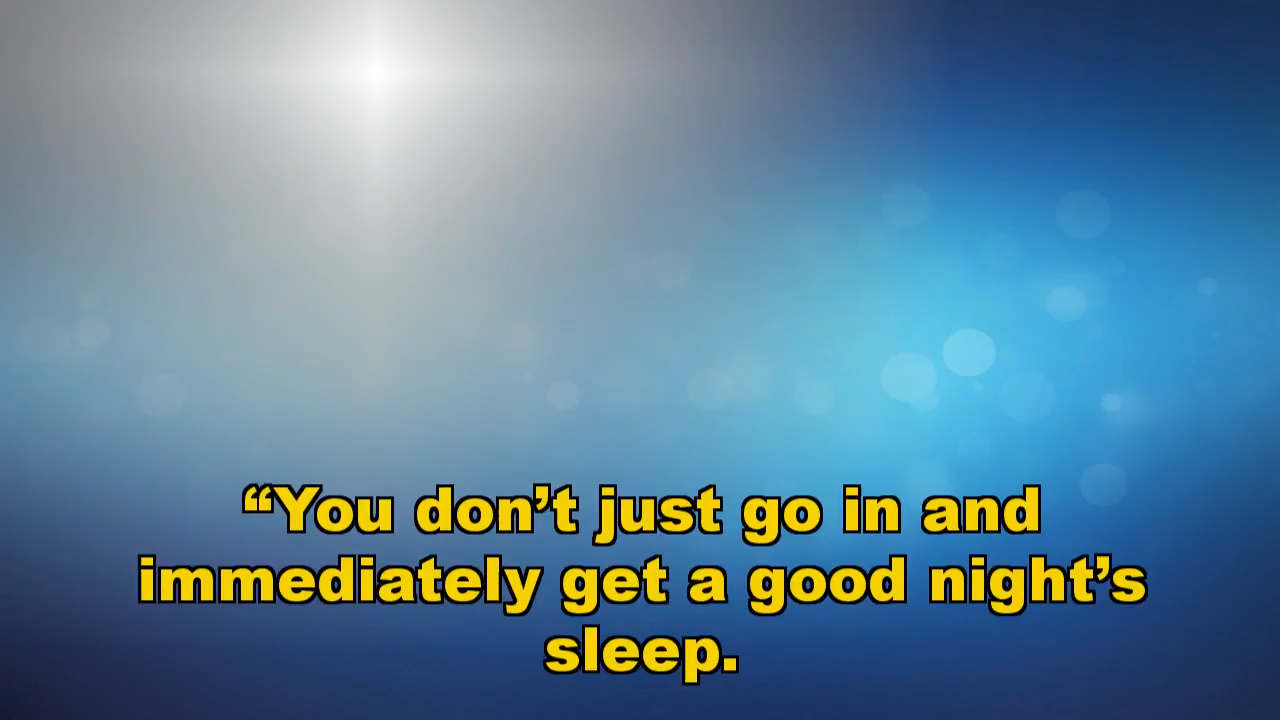 “You don’t just go in and
immediately get a good night’s
sleep.